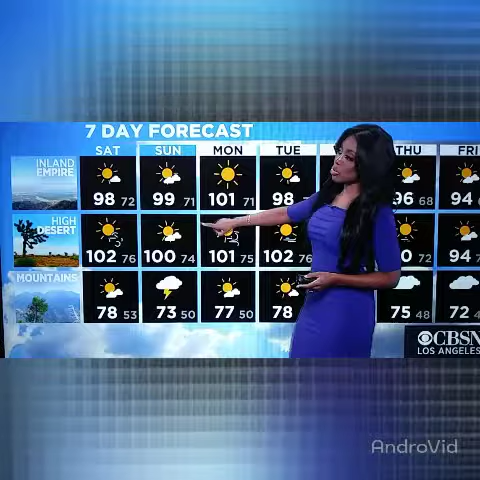 7 DAY FORECAST
SAT SUN MON TUE THU FRI
INLAND EMPIRE 98 72 99 71 101 71 98 96 68 94
HIGH DESERT 102 76 100 74 101 75 102 76 72 94
MOUNTAINS 78 53 73 50 77 50 78 75 48 72
CBSN
LOS ANGELES
AndroVid